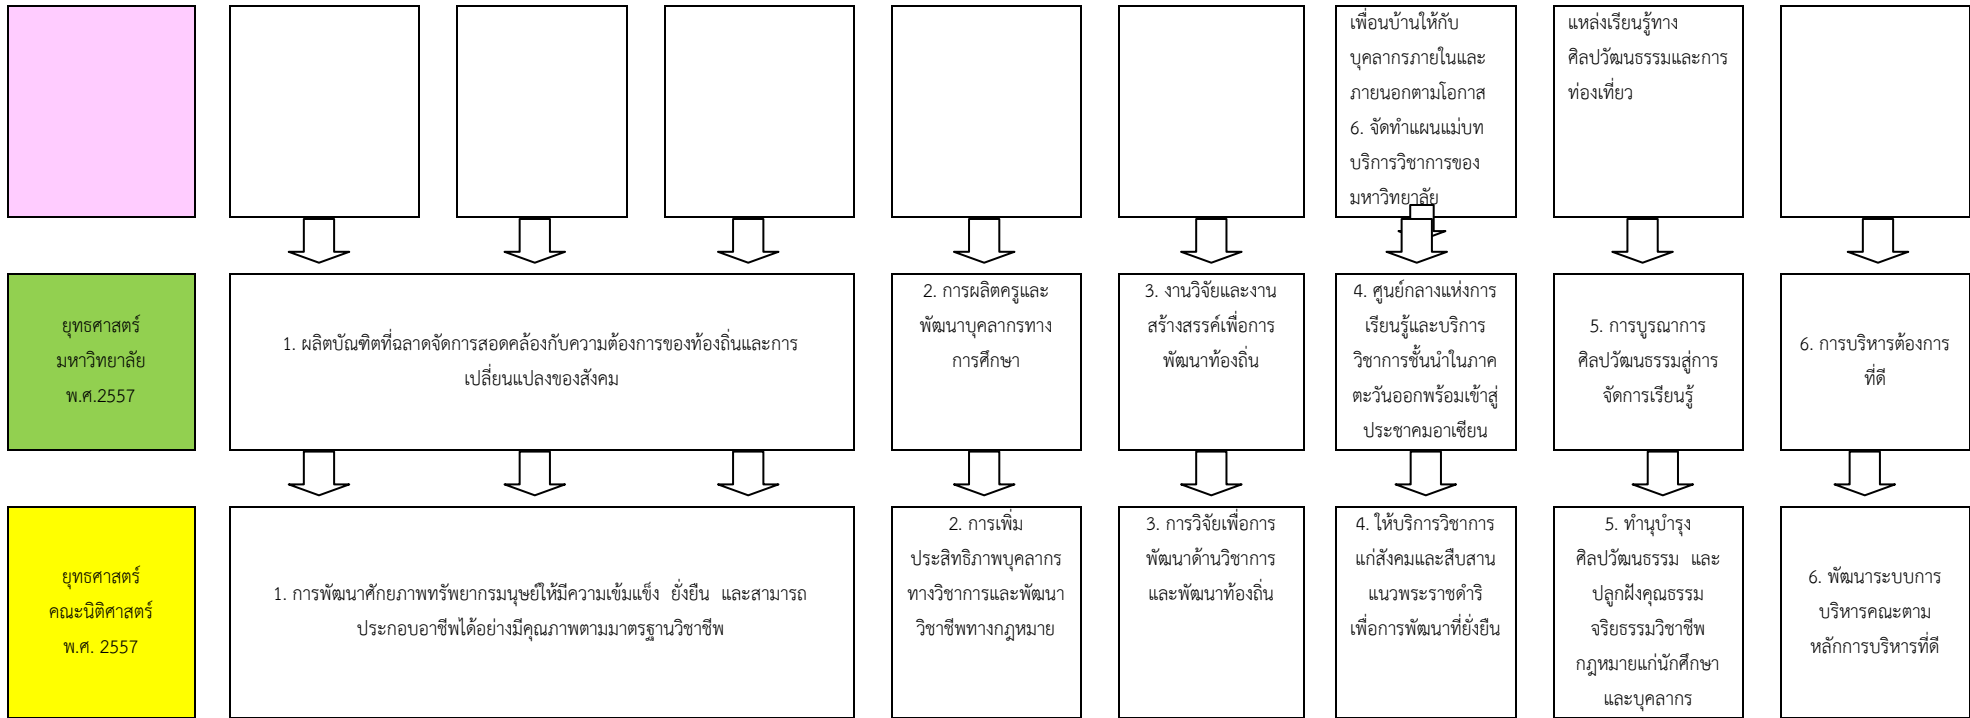 เพื่อนบ้านให้กับ
บุคลากรภายในและ
ภายนอกตามโอกาส
6. จัดทำแผนแม่บท
บริการวิชาการของ
มหาวิทยาลัย
แหล่งเรียนรู้ทาง
ศิลปวัฒนธรรมและการ
ท่องเที่ยว
ยุทธศาสตร์
มหาวิทยาลัย
พ.ศ.2557
1. ผลิตบัณฑิตที่ฉลาดจัดการสอดคล้องกับความต้องการของท้องถิ่นและการ
เปลี่ยนแปลงของสังคม
2. การผลิตครูและ
พัฒนาบุคลากรทาง
การศึกษา
3. งานวิจัยและงาน
สร้างสรรค์เพื่อการ
พัฒนาท้องถิ่น
4. ศูนย์กลางแห่งการ
เรียนรู้และบริการ
วิชาการชั้นนำในภาค
ตะวันออกพร้อมเข้าสู่
ประชาคมอาเซียน
5. การบูรณาการ
ศิลปวัฒนธรรมสู่การ
จัดการเรียนรู้
6. การบริหารต้องการ
ที่ดี
ยุทธศาสตร์
คณะนิติศาสตร์
พ.ศ. 2557
1. การพัฒนาศักยภาพทรัพยากรมนุษย์ให้มีความเข้มแข็ง ยั่งยืน และสามารถ
ประกอบอาชีพได้อย่างมีคุณภาพตามมาตรฐานวิชาชีพ
2. การเพิ่ม
ประสิทธิภาพบุคลากร
ทางวิชาการและพัฒนา
วิชาชีพทางกฎหมาย
3. การวิจัยเพื่อการ
พัฒนาด้านวิชาการ
และพัฒนาท้องถิ่น
4. ให้บริการวิชาการ
แก่สังคมและสืบสาน
แนวพระราชดำริ
เพื่อการพัฒนาที่ยั่งยืน
5. ทำนุบำรุง
ศิลปวัฒนธรรม และ
ปลูกฝังคุณธรรม
จริยธรรมวิชาชีพ
กฎหมายแก่นักศึกษา
และบุคลากร
6. พัฒนาระบบการ
บริหารคณะตาม
หลักการบริหารที่ดี